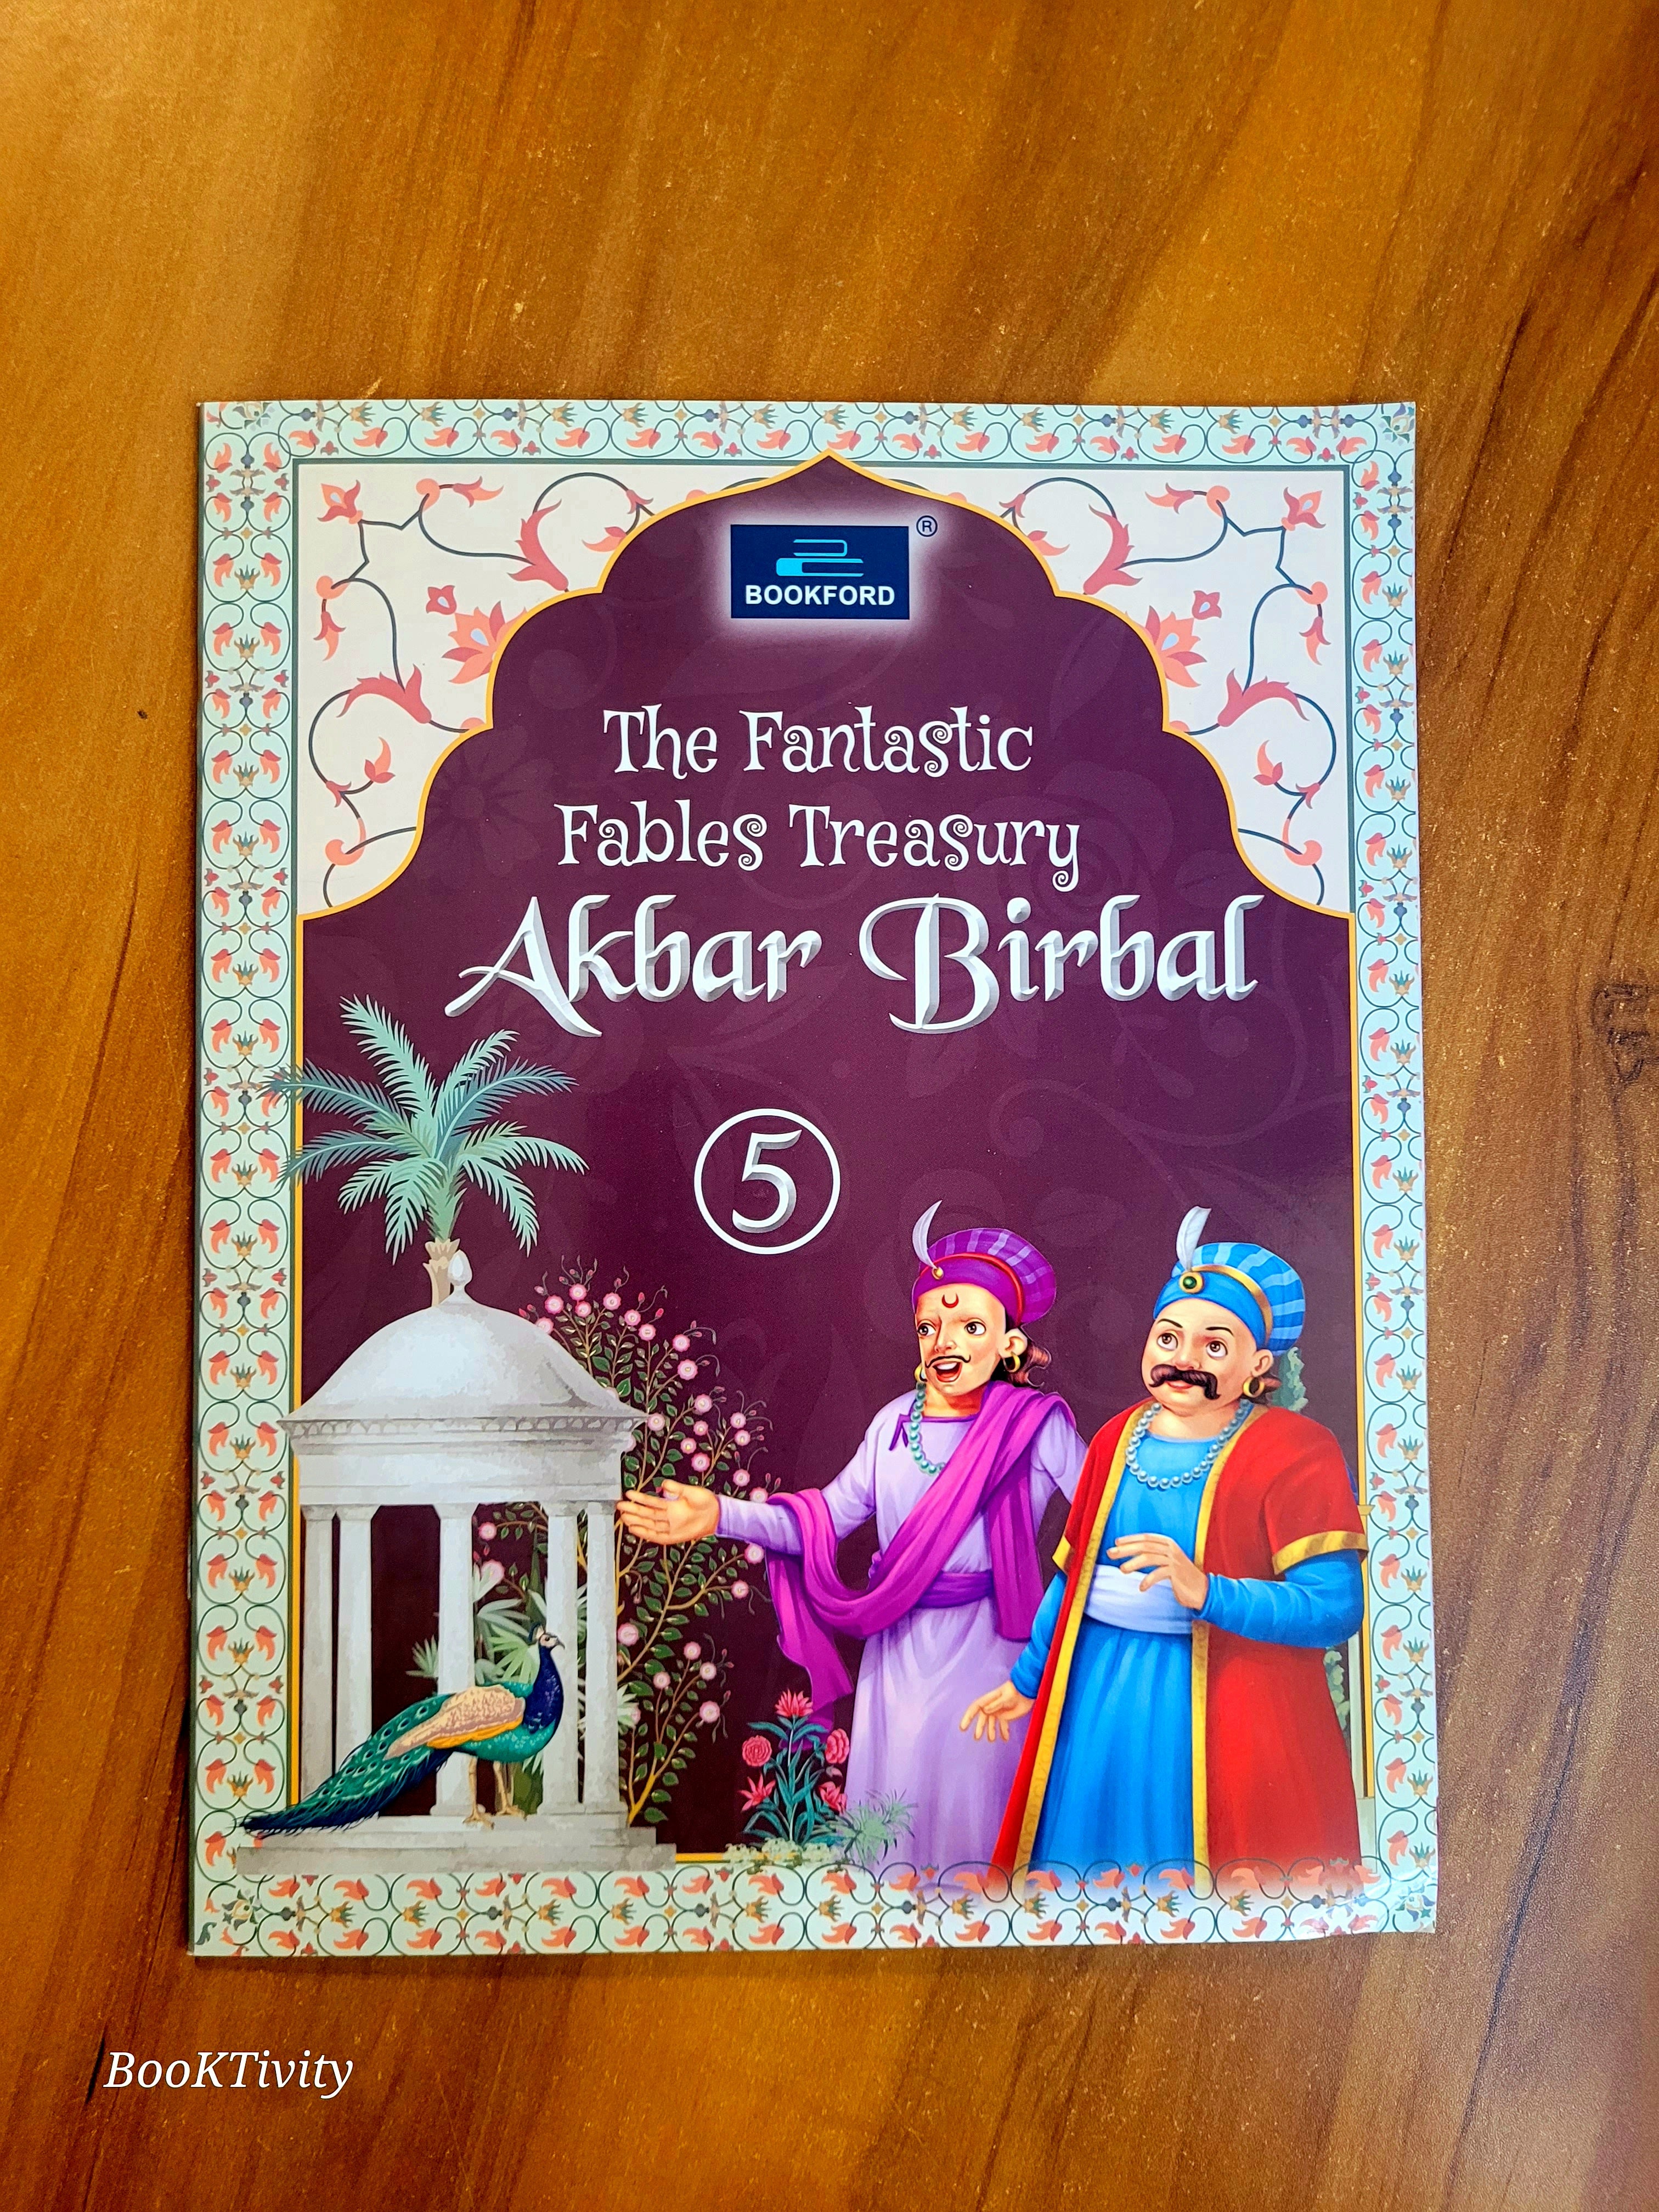 ®
BOOKFORD
The Fantastic
Fables Treasury
Akbar Birbal
5
BooKTivity